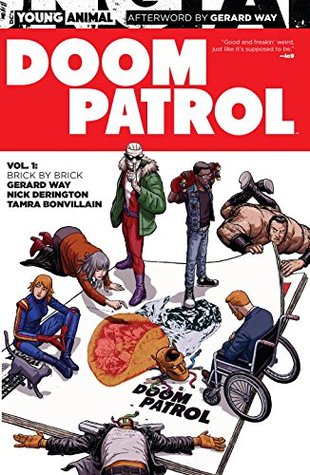 YOUNG ANIMAL
AFTERWORD BY GERARD WAY
DOOM
PATROL
"Good and freakin' weird,
just like it's supposed to be."
—io9
VOL. 1:
BRICK BY BRICK
GERARD WAY
NICK DERINGTON
TAMRA BONVILLAIN
DOOM
PATROL